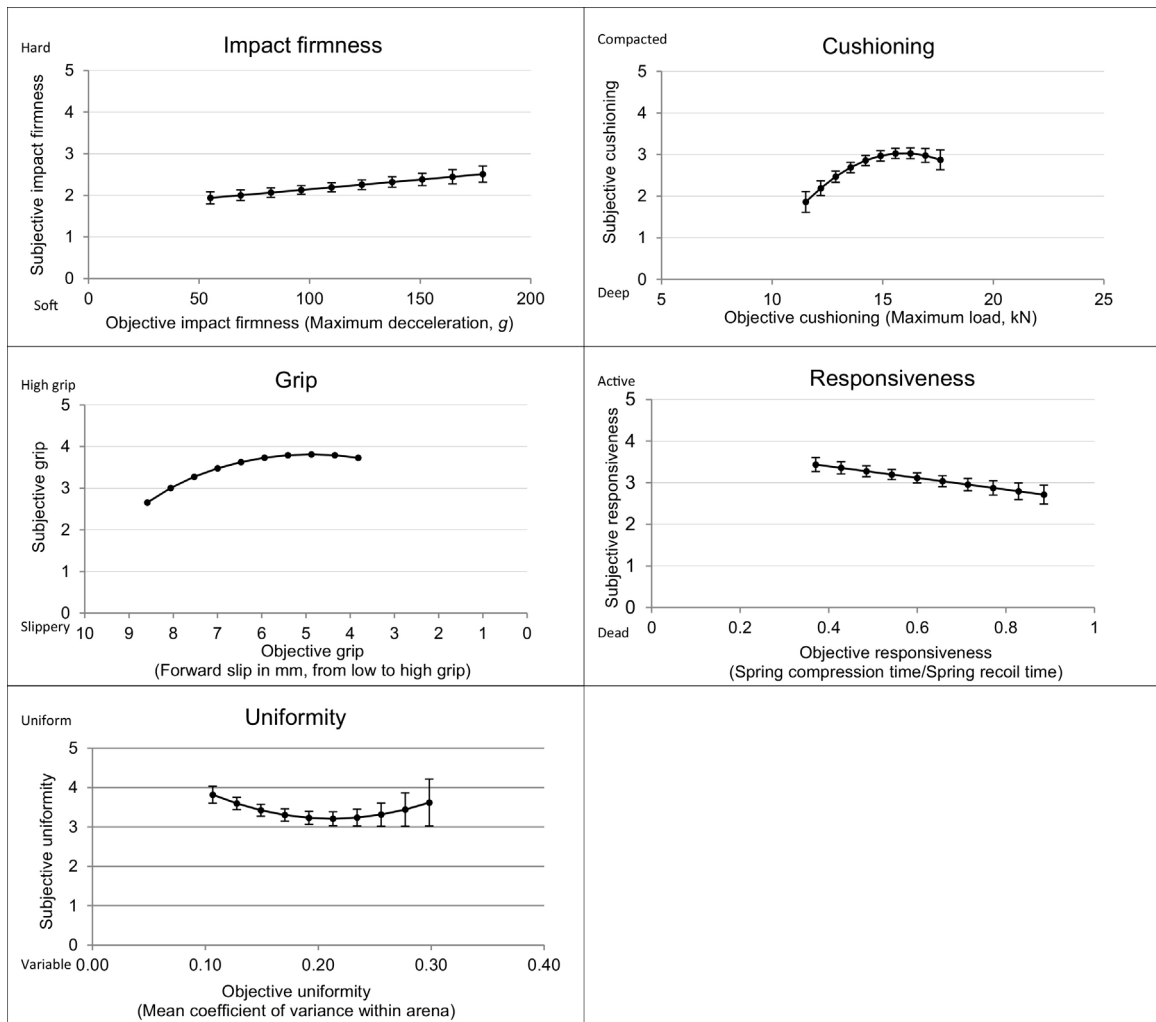 Hard
Impact firmness
5
4
3
2
1
0
Subjective impact firmness
Soft
0 50 100 150 200
Objective impact firmness (Maximum decceleration, g)
Compacted
Cushioning
5
4
3
2
1
0
Subjective cushioning
Deep
5 10 15 20 25
Objective cushioning (Maximum load, kN)
High grip
Grip
5
4
3
2
1
0
Subjective grip
Slippery
10 9 8 7 6 5 4 3 2 1 0
Objective grip
(Forward slip in mm, from low to high grip)
Active
Responsiveness
5
4
3
2
1
0
Subjective responsiveness
Dead
0 0.2 0.4 0.6 0.8 1
Objective responsiveness
(Spring compression time/Spring recoil time)
Uniform
Uniformity
5
4
3
2
1
0
Subjective uniformity
Variable
0.00 0.10 0.20 0.30 0.40
Objective uniformity
(Mean coefficient of variance within arena)